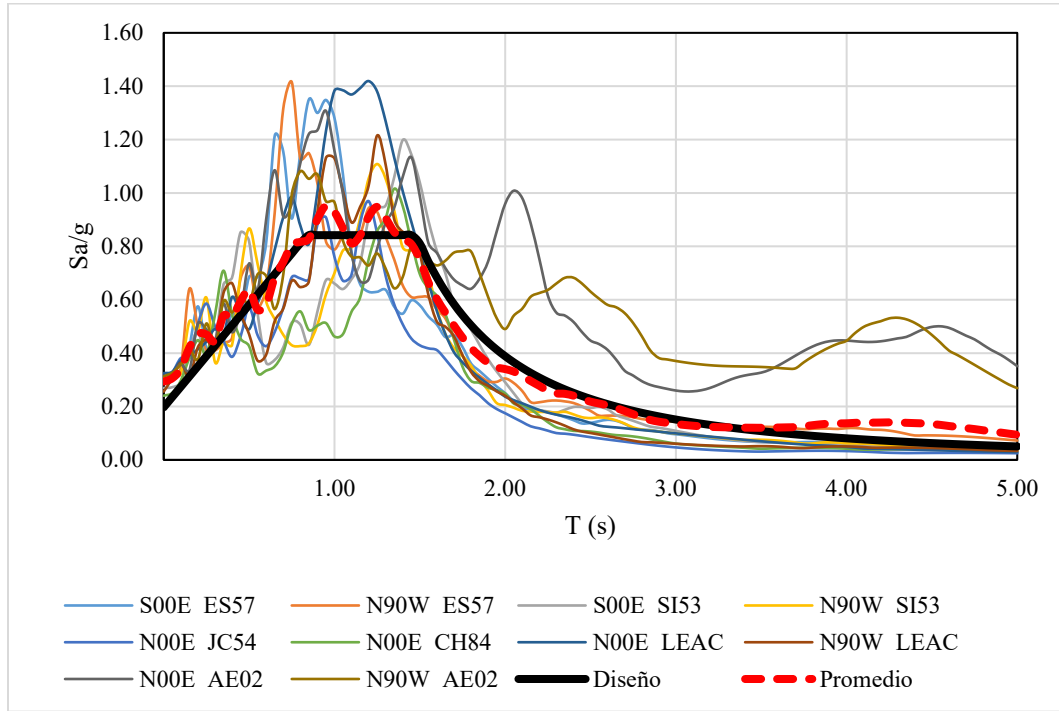 1.60
1.40
1.20
1.00
0.80
0.60
0.40
0.20
0.00
Sa/g
1.00 2.00 3.00 4.00 5.00
T (s)
S00E ES57 N90W ES57 S00E SI53 N90W SI53
N00E JC54 N00E CH84 N00E LEAC N90W LEAC
N00E AE02 N90W AE02 Diseño Promedio